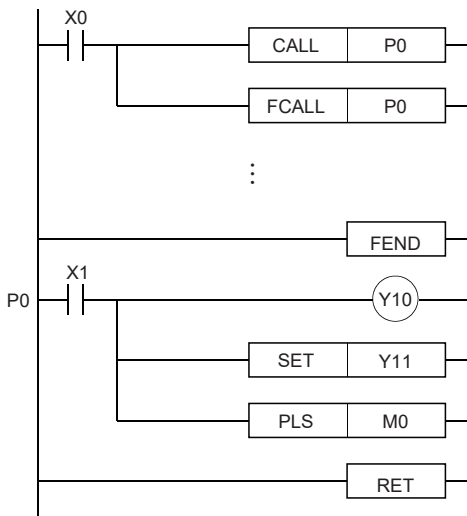 X0
CALL P0
FCALL P0
⋮
FEND
X1
P0
Y10
SET Y11
PLS M0
RET